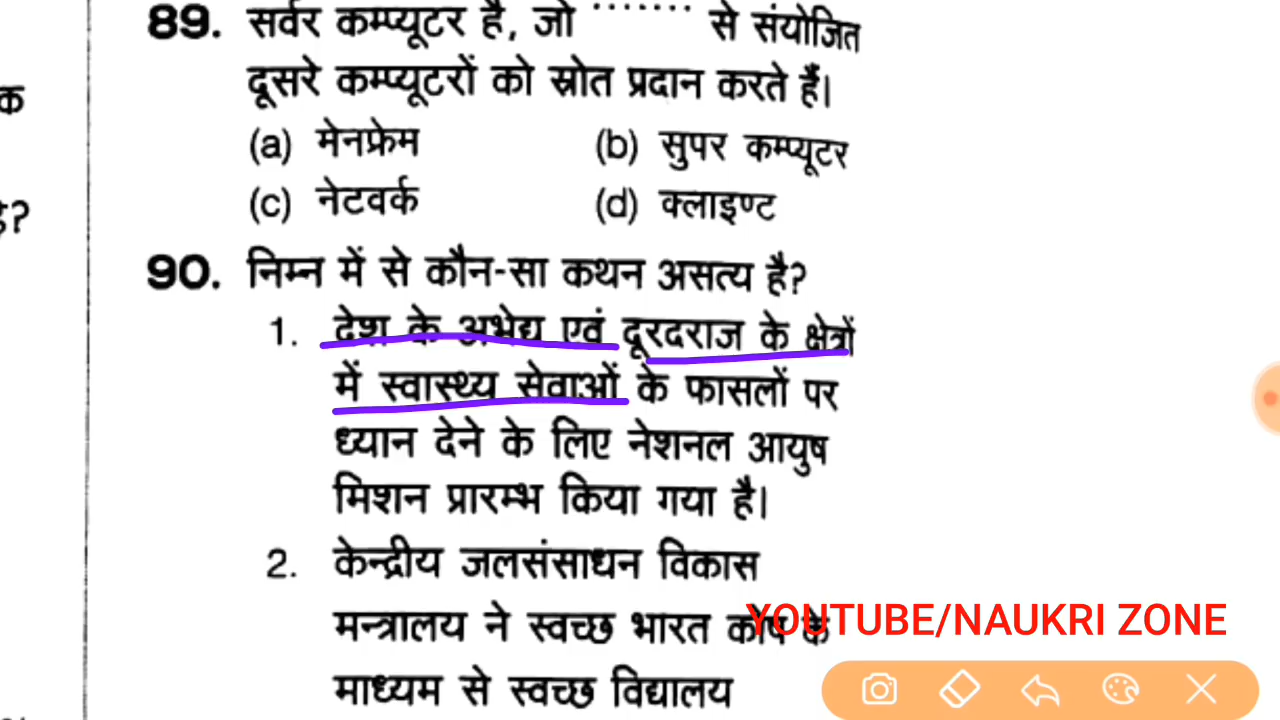 89. सर्वर कम्प्यूटर है, जो ....... से संयोजित
दूसरे कम्प्यूटरों को स्रोत प्रदान करते हैं।
(a) मेनफ्रेम (b) सुपर कम्प्यूटर
(c) नेटवर्क (d) क्लाइण्ट
क
है?
90. निम्न में से कौन-सा कथन असत्य है?
1. देश के अभेद्य एवं दूरदराज के क्षेत्रों
में स्वास्थ्य सेवाओं के फासलों पर
ध्यान देने के लिए नेशनल आयुष
मिशन प्रारम्भ किया गया है।
2. केन्द्रीय जलसंसाधन विकास
मन्त्रालय ने स्वच्छ भारत कोष के
माध्यम से स्वच्छ विद्यालय
YOUTUBE/NAUKRI ZONE